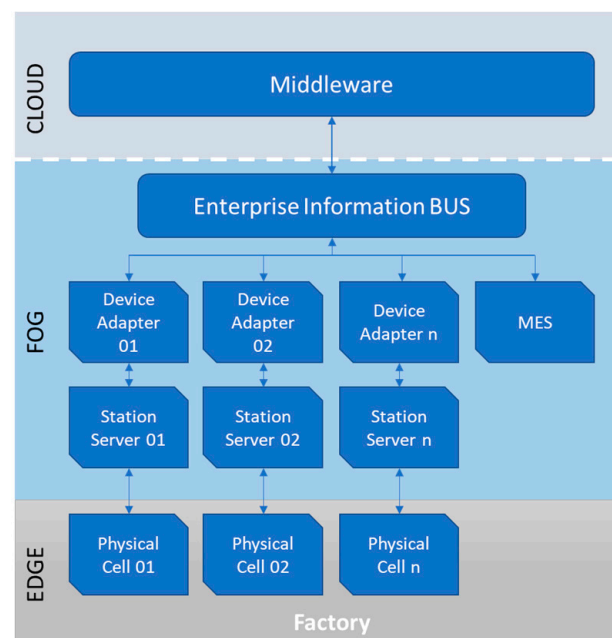 CLOUD
Middleware
FOG
Enterprise Information BUS
Device
Adapter
01
Device
Adapter
02
Device
Adapter n
MES
Station
Server 01
Station
Server 02
Station
Server n
EDGE
Physical
Cell 01
Physical
Cell 02
Physical
Cell n
Factory